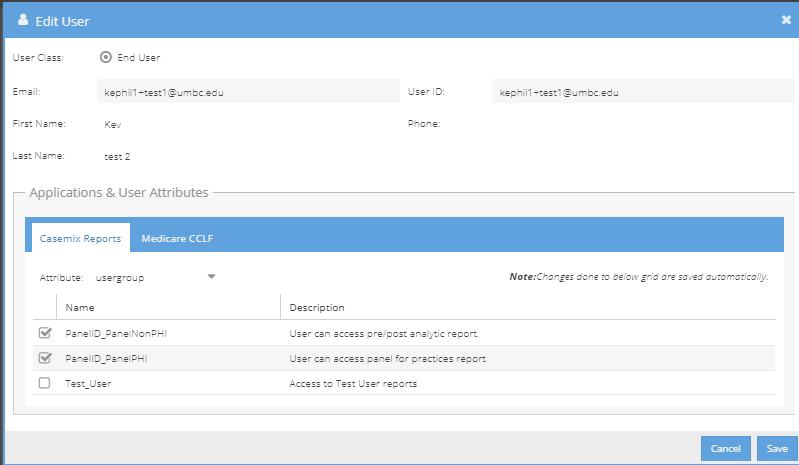 Edit User
User Class: End User
Email: kephil1+test1@umbc.edu User ID: kephil1+test1@umbc.edu
First Name: Kev Phone:
Last Name: test 2
Applications & User Attributes
Casemix Reports Medicare CCLF
Attribute: usergroup Note:Changes done to below grid are saved automatically.
Name Description
PanelID_PanelNonPHI User can access pre/post analytic report.
PanelID_PanelPHI User can access panel for practices report
Test_User Access to Test User reports
Cancel Save